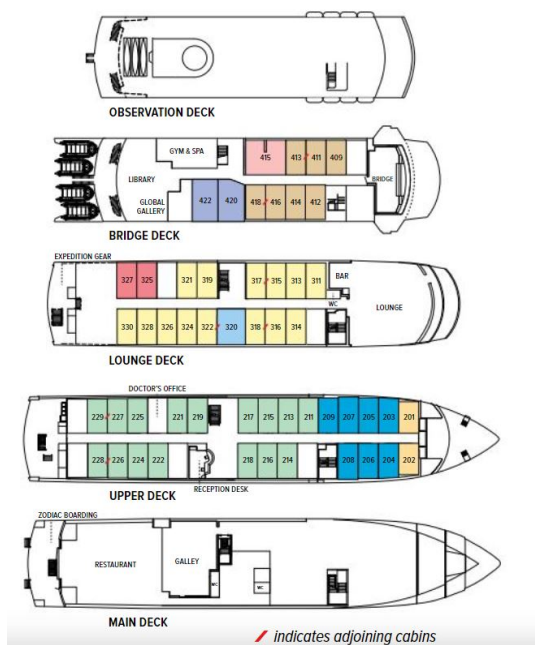 OBSERVATION DECK
GYM & SPA
415 413 411 409
LIBRARY
BRIDGE
GLOBAL
GALLERY
422 420 418 416 414 412
BRIDGE DECK
EXPEDITION GEAR
327 325 321 319 317 315 313 311
BAR
WC
LOUNGE
330 328 326 324 322 320 318 316 314
LOUNGE DECK
DOCTOR'S OFFICE
229 227 225 221 219 217 215 213 211 209 207 205 203 201
228 226 224 222 218 216 214 208 206 204 202
RECEPTION DESK
UPPER DECK
ZODIAC BOARDING
RESTAURANT
GALLEY
WC
WC
MAIN DECK
indicates adjoining cabins